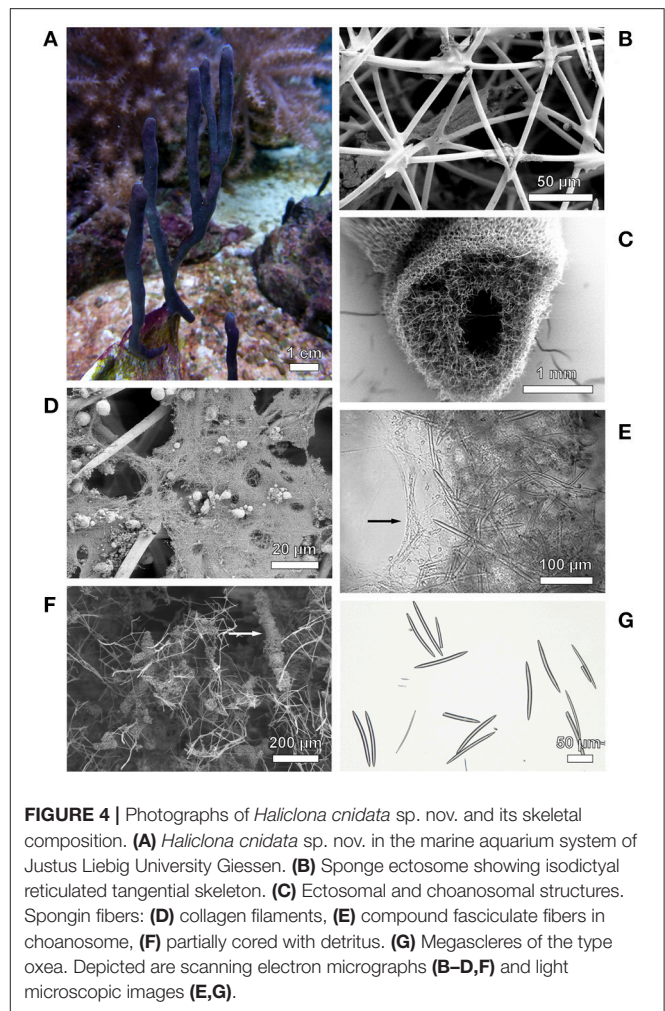 A
B
1 cm
50 µm
C
1 mm
D
E
20 µm
100 µm
F
G
200 µm
50 µm
FIGURE 4 | Photographs of Haliclona cnidata sp. nov. and its skeletal
composition. (A) Haliclona cnidata sp. nov. in the marine aquarium system of
Justus Liebig University Giessen. (B) Sponge ectosome showing isodictyal
reticulated tangential skeleton. (C) Ectosomal and choanosomal structures.
Spongin fibers: (D) collagen filaments, (E) compound fasciculate fibers in
choanosome, (F) partially cored with detritus. (G) Megascleres of the type
oxea. Depicted are scanning electron micrographs (B–D,F) and light
microscopic images (E,G).